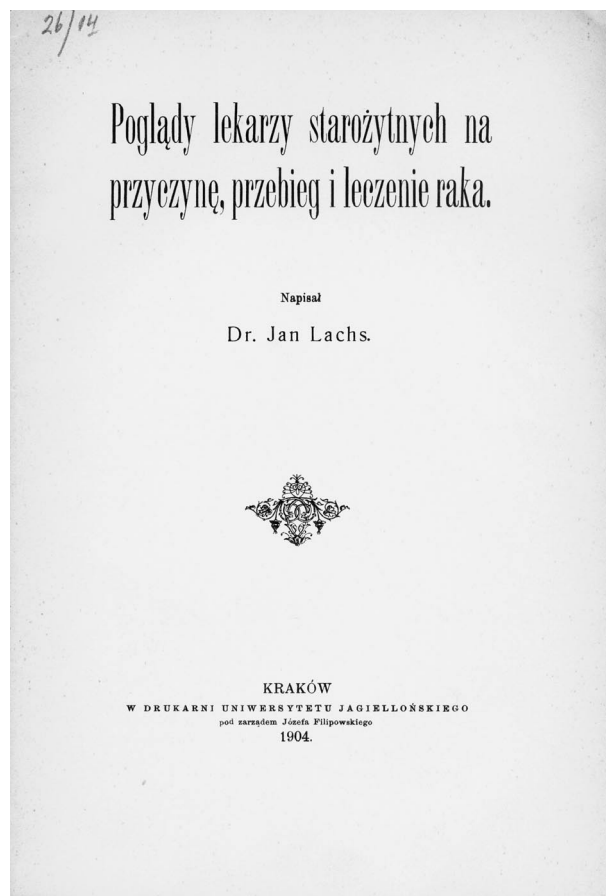 26/14
Poglądy lekarzy starożytnych na
przyczynę, przebieg i leczenie raka.
Napisał
Dr. Jan Lachs.
KRAKÓW
W DRUKARNI UNIWERSYTETU JAGIELLOŃSKIEGO
pod zarządem Józefa Filipowskiego
1904.